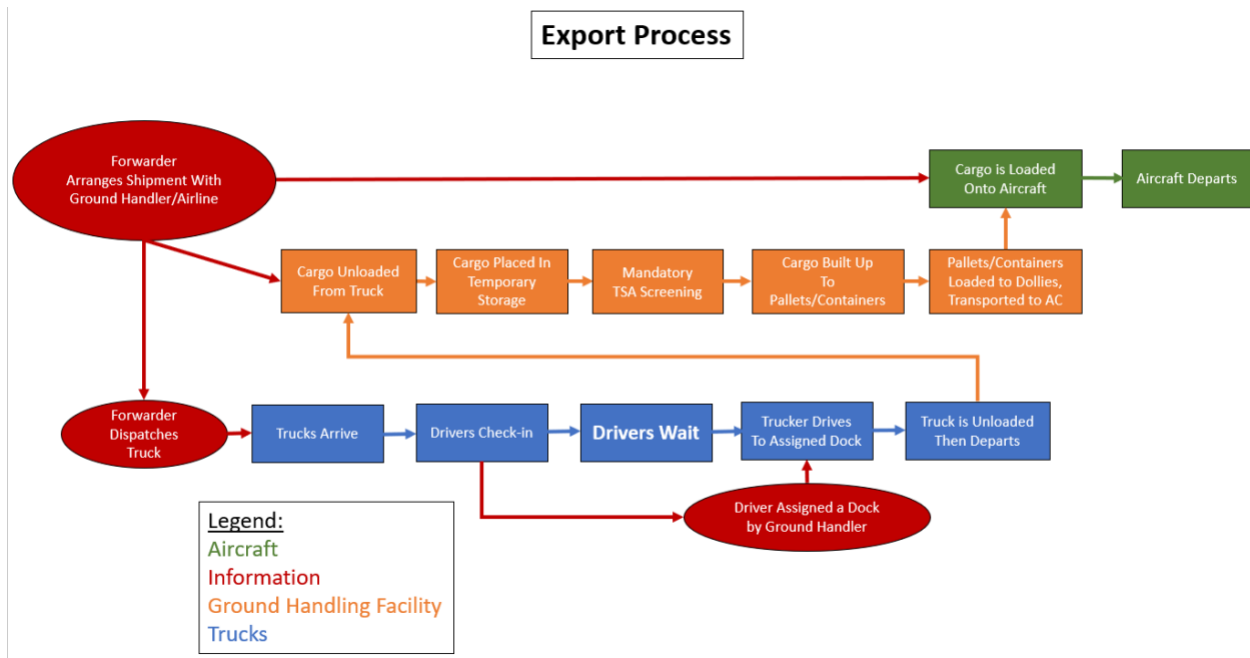 Export Process
Forwarder
Arranges Shipment With
Ground Handler/Airline
Cargo is Loaded
Onto Aircraft
Aircraft Departs
Cargo Unloaded
From Truck
Cargo Placed In
Temporary
Storage
Mandatory
TSA Screening
Cargo Built Up
To
Pallets/Containers
Pallets/Containers
Loaded to Dollies,
Transported to AC
Forwarder
Dispatches
Truck
Trucks Arrive
Drivers Check-in
Drivers Wait
Trucker Drives
To Assigned Dock
Truck is Unloaded
Then Departs
Driver Assigned a Dock
by Ground Handler
Legend:
Aircraft
Information
Ground Handling Facility
Trucks